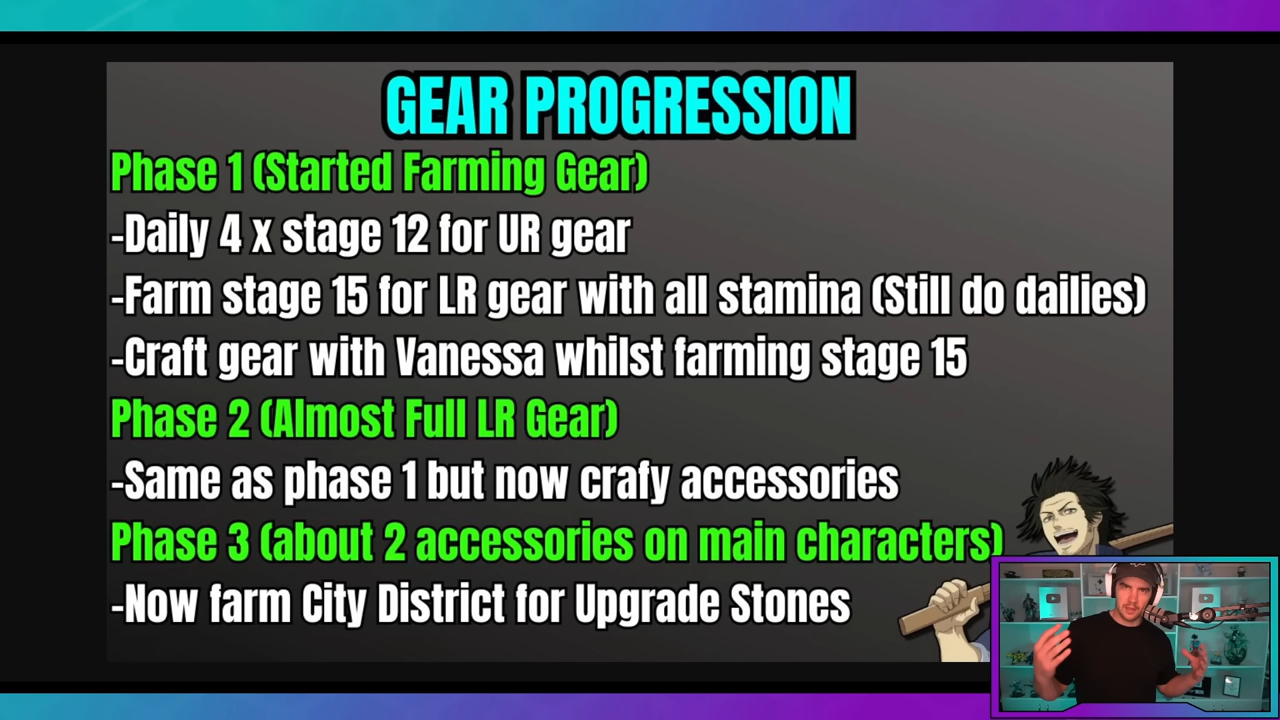 GEAR PROGRESSION
Phase 1 (Started Farming Gear)
-Daily 4 x stage 12 for UR gear
-Farm stage 15 for LR gear with all stamina (Still do dailies)
-Craft gear with Vanessa whilst farming stage 15
Phase 2 (Almost Full LR Gear)
-Same as phase 1 but now crafy accessories
Phase 3 (about 2 accessories on main characters)
-Now farm City District for Upgrade Stones